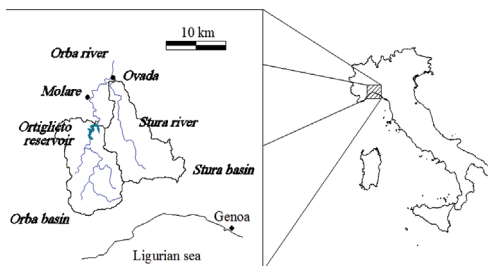 10 km
Orba river
Ovada
Molare
Stura river
Ortiglieto
reservoir
Stura basin
Orba basin
Genoa
Ligurian sea